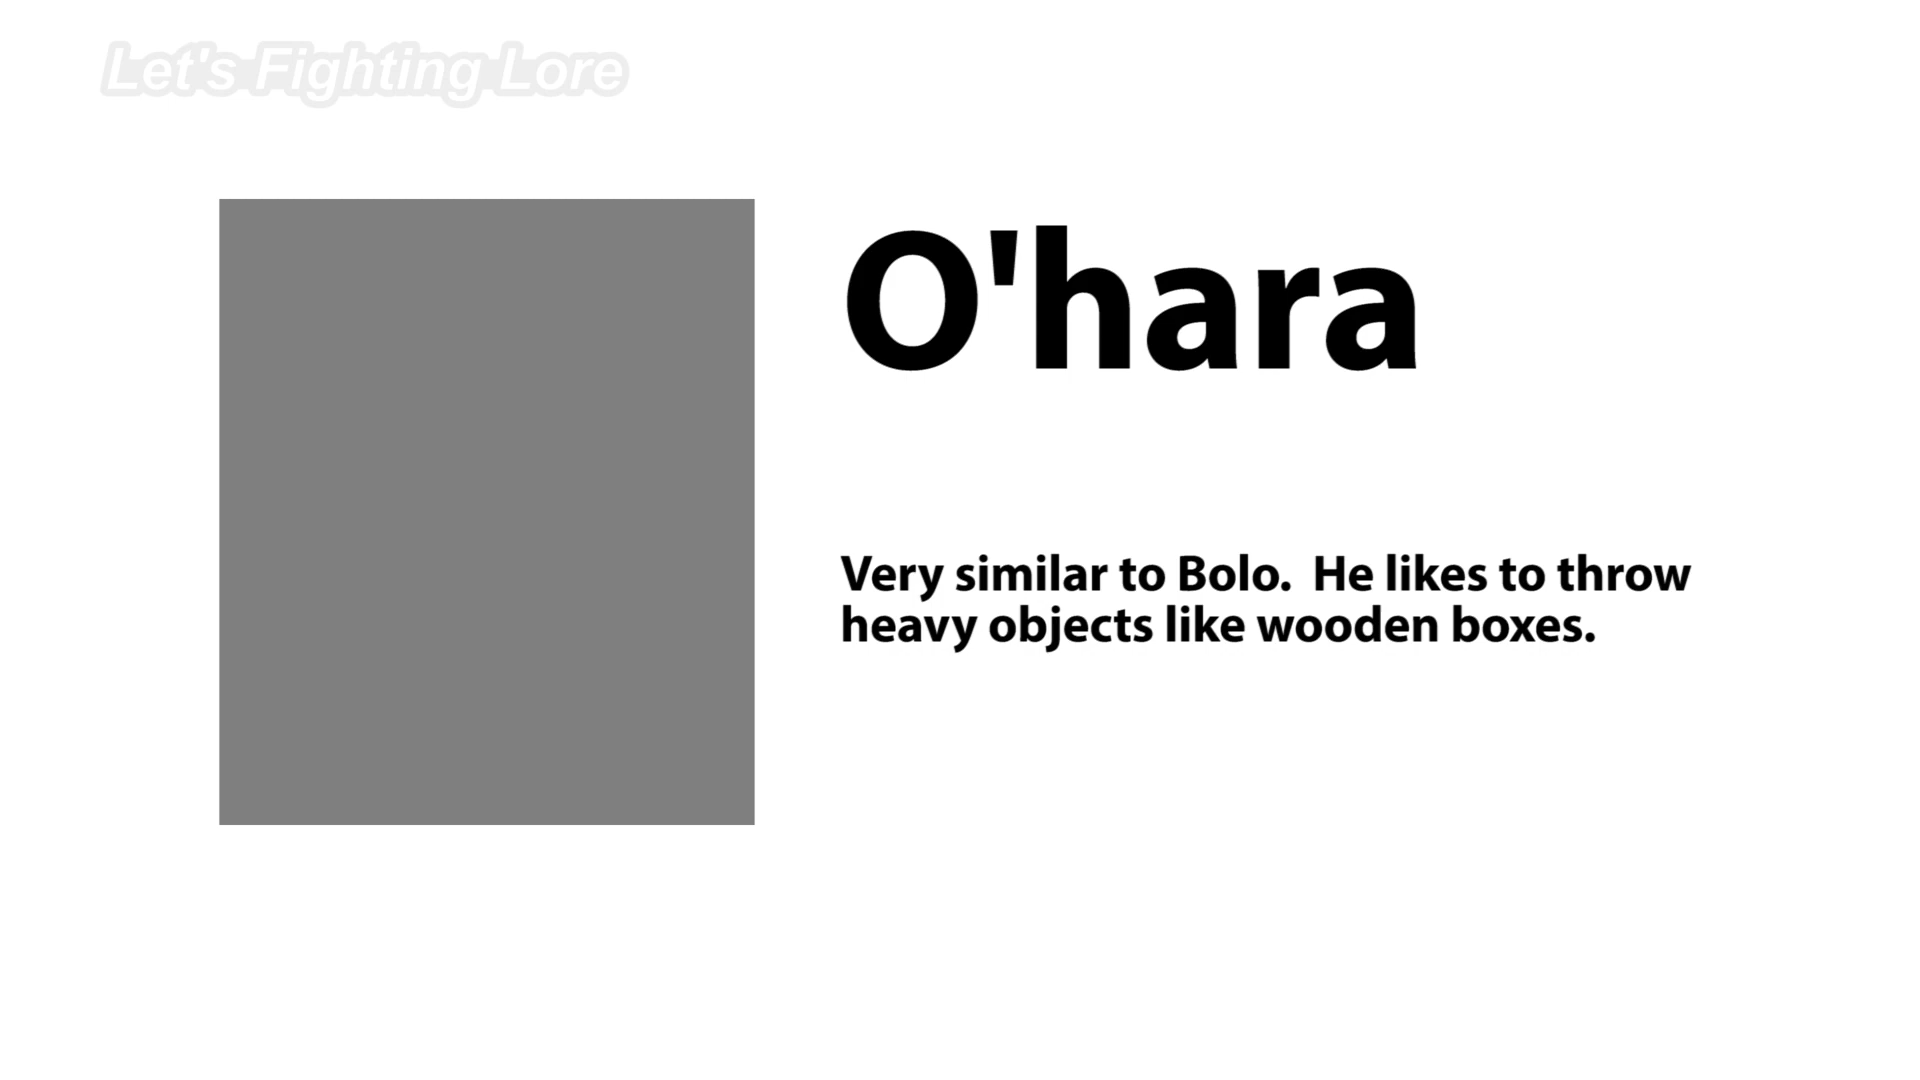 Let's Fighting Lore
O'hara
Very similar to Bolo.  He likes to throw
heavy objects like wooden boxes.